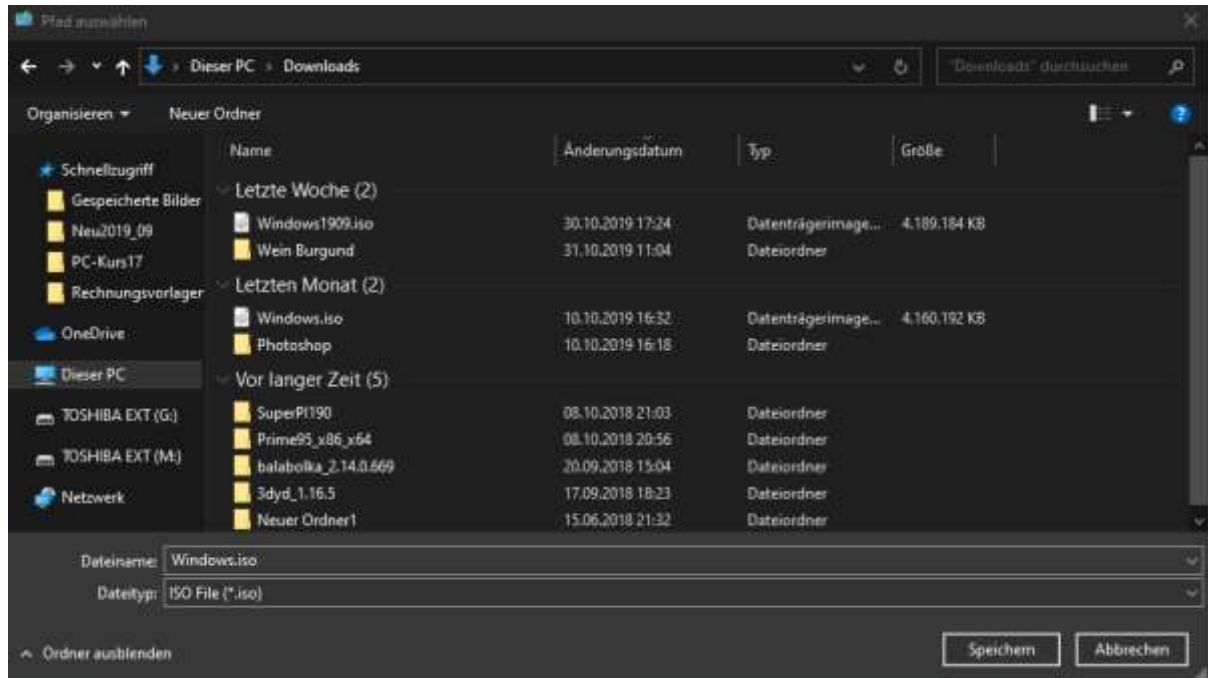 Pfad auswählen
Dieser PC › Downloads
"Downloads" durchsuchen
Organisieren
Neuer Ordner
Name Änderungsdatum Typ Größe
Schnellzugriff
Gespeicherte Bilder
Neu2019_09
PC-Kurs17
Rechnungsvorlager
OneDrive
Dieser PC
TOSHIBA EXT (G:)
TOSHIBA EXT (M:)
Netzwerk
Letzte Woche (2)
Windows1909.iso 30.10.2019 17:24 Datenträgerimage... 4.189.184 KB
Wein Burgund 31.10.2019 11:04 Dateiordner
Letzten Monat (2)
Windows.iso 10.10.2019 16:32 Datenträgerimage... 4.160.192 KB
Photoshop 10.10.2019 16:18 Dateiordner
Vor langer Zeit (5)
SuperPI190 08.10.2018 21:03 Dateiordner
Prime95_x86_x64 08.10.2018 20:56 Dateiordner
balabolka_2.14.0.669 20.09.2018 15:04 Dateiordner
3dyd_1.16.5 17.09.2018 18:23 Dateiordner
Neuer Ordner1 15.06.2018 21:32 Dateiordner
Dateiname: Windows.iso
Dateityp: ISO File (*.iso)
Ordner ausblenden
Speichern
Abbrechen